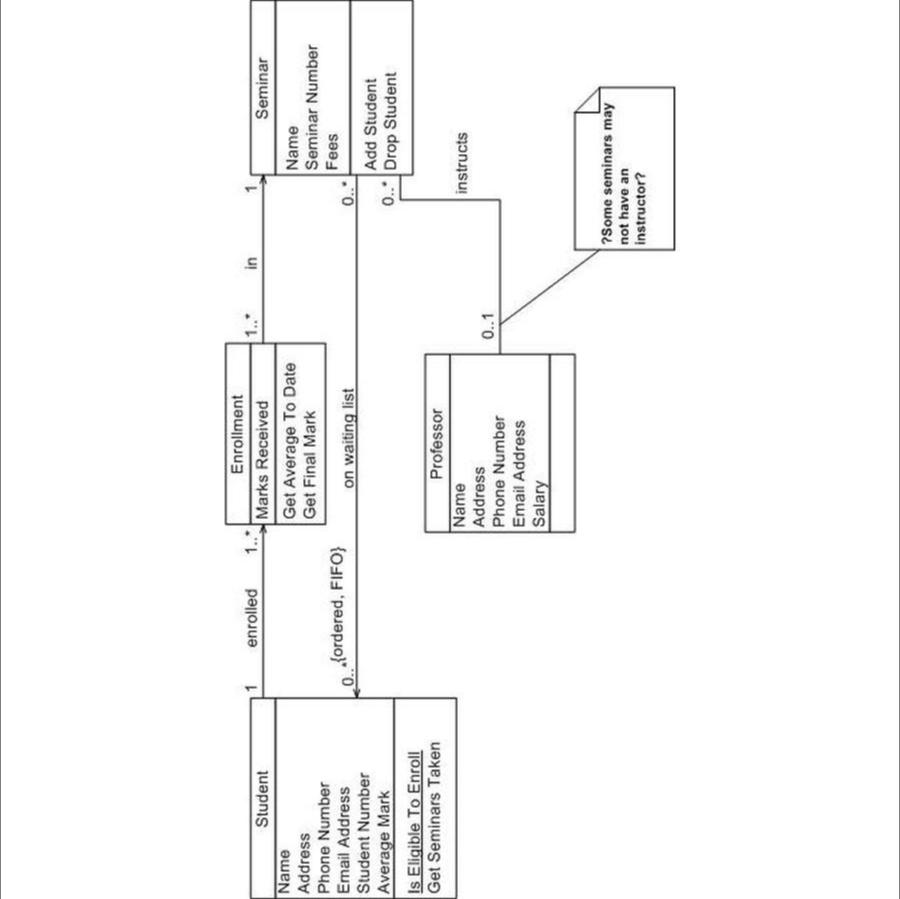 Student
Name
Address
Phone Number
Email Address
Student Number
Average Mark
Is Eligible To Enroll
Get Seminars Taken
1
enrolled
1..*
0..*
{ordered, FIFO}
on waiting list
0..*
Enrollment
Marks Received
Get Average To Date
Get Final Mark
1..*
in
1
Seminar
Name
Seminar Number
Fees
Add Student
Drop Student
0..*
instructs
0..1
Professor
Name
Address
Phone Number
Email Address
Salary
?Some seminars may
not have an
instructor?